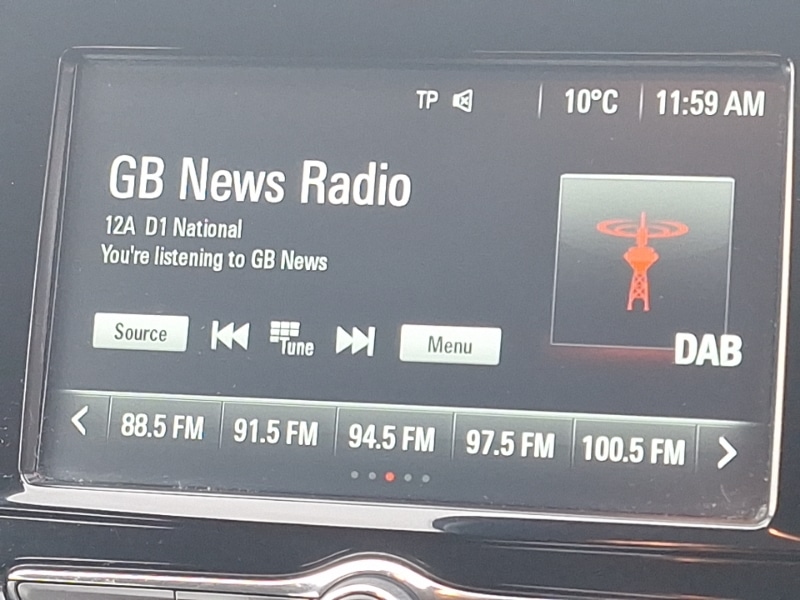 TP 10°C 11:59 AM
GB News Radio
12A D1 National
You're listening to GB News
Source Tune Menu
DAB
88.5 FM 91.5 FM 94.5 FM 97.5 FM 100.5 FM